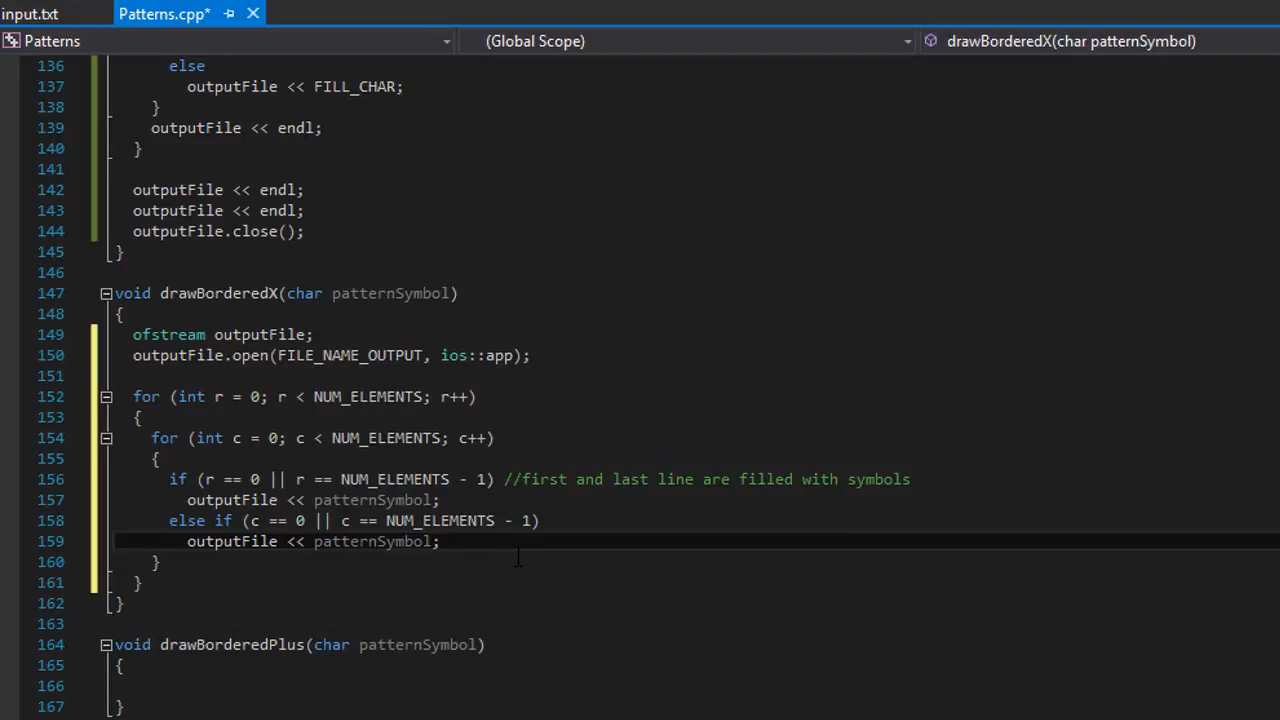 input.txt Patterns.cpp*
Patterns (Global Scope) drawBorderedX(char patternSymbol)
136 else
137 outputFile << FILL_CHAR;
138 }
139 outputFile << endl;
140 }
141
142 outputFile << endl;
143 outputFile << endl;
144 outputFile.close();
145 }
146
147 void drawBorderedX(char patternSymbol)
148 {
149 ofstream outputFile;
150 outputFile.open(FILE_NAME_OUTPUT, ios::app);
151
152 for (int r = 0; r < NUM_ELEMENTS; r++)
153 {
154 for (int c = 0; c < NUM_ELEMENTS; c++)
155 {
156 if (r == 0 || r == NUM_ELEMENTS - 1) //first and last line are filled with symbols
157 outputFile << patternSymbol;
158 else if (c == 0 || c == NUM_ELEMENTS - 1)
159 outputFile << patternSymbol;
160 }
161 }
162 }
163
164 void drawBorderedPlus(char patternSymbol)
165 {
166
167 }